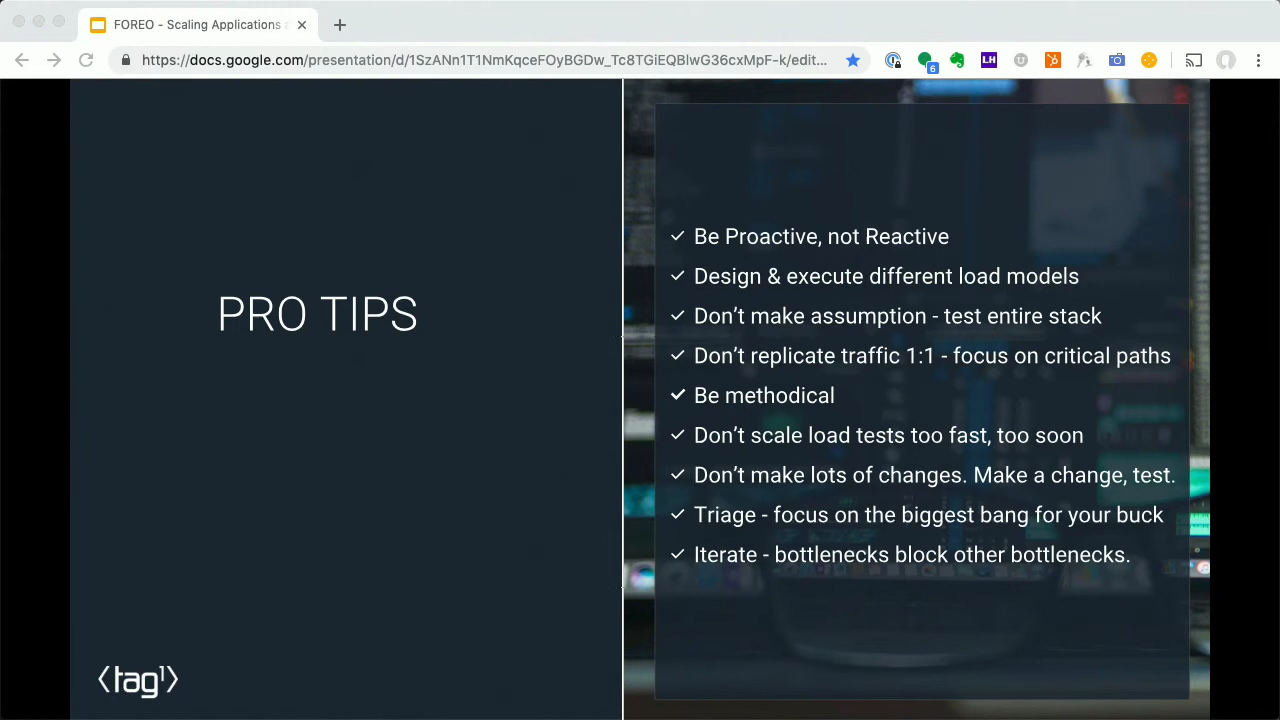 FOREO - Scaling Applications
https://docs.google.com/presentation/d/1SzANn1T1NmKqceFOyBGDw_Tc8TGiEQBlwG36cxMpF-k/edit...
6
LH
PRO TIPS
Be Proactive, not Reactive
Design & execute different load models
Don’t make assumption - test entire stack
Don’t replicate traffic 1:1 - focus on critical paths
Be methodical
Don’t scale load tests too fast, too soon
Don’t make lots of changes. Make a change, test.
Triage - focus on the biggest bang for your buck
Iterate - bottlenecks block other bottlenecks.
<tag1>